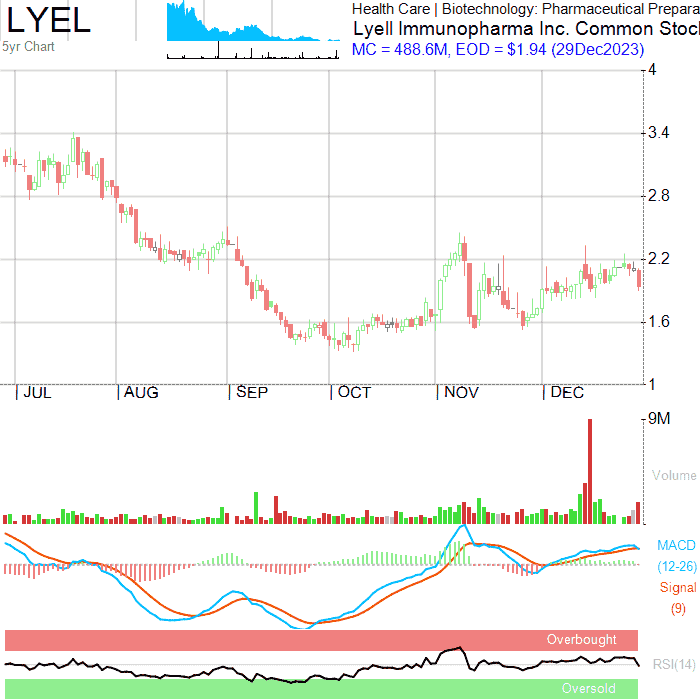 LYEL
5yr Chart
Health Care | Biotechnology: Pharmaceutical Prepara
Lyell Immunopharma Inc. Common Stoc
MC = 488.6M, EOD = $1.94 (29Dec2023)
4
3.4
2.8
2.2
1.6
1
| JUL | AUG | SEP | OCT | NOV | DEC
9M
Volume
MACD
(12-26)
Signal
(9)
Overbought
RSI(14)
Oversold